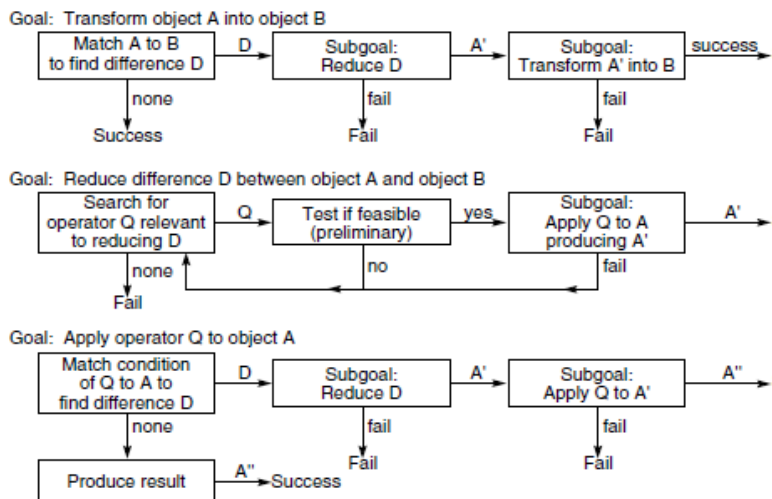 Goal: Transform object A into object B
Match A to B
to find difference D
D
Subgoal:
Reduce D
A'
Subgoal:
Transform A' into B
success
none
fail
fail
Success
Fail
Fail
Goal: Reduce difference D between object A and object B
Search for
operator Q relevant
to reducing D
Q
Test if feasible
(preliminary)
yes
Subgoal:
Apply Q to A
producing A'
A'
none
no
fail
Fail
Goal: Apply operator Q to object A
Match condition
of Q to A to
find difference D
D
Subgoal:
Reduce D
A'
Subgoal:
Apply Q to A'
A"
none
fail
fail
Fail
Fail
Produce result
A"
Success